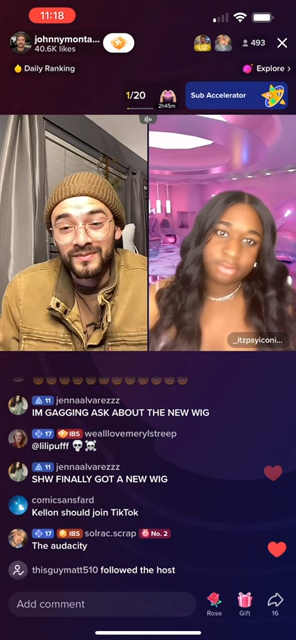 11:18
johnnymonta...
40.6K likes
493
Daily Ranking
Explore >
1/20
2h45m
Sub Accelerator
_itzpsyiconi...
11 jennaalvarezzz
IM GAGGING ASK ABOUT THE NEW WIG
17 IBS wealllovemerylstreep
@lilipufff 💀☠️
11 jennaalvarezzz
SHW FINALLY GOT A NEW WIG
comicsansfard
Kellon should join TikTok
17 IBS solrac.scrap No. 2
The audacity
thisguymatt510 followed the host
Add comment
Rose
Gift
16